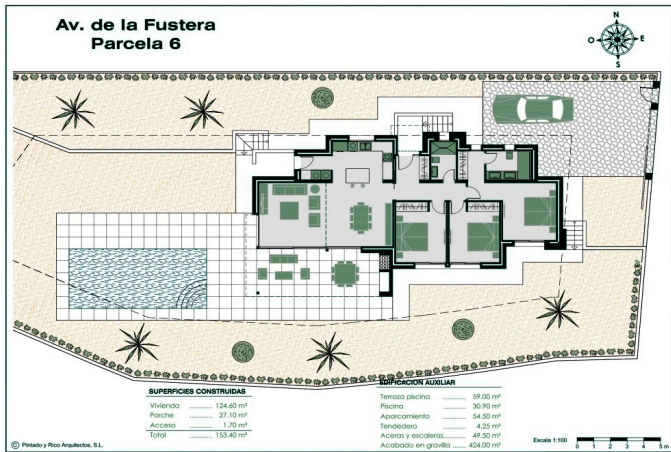 Av. de la Fustera
Parcela 6
N
O
E
S
SUPERFICIES CONSTRUIDAS
Vivienda .......... 124.60 m²
Porche .......... 27.10 m²
Acceso .......... 1.70 m²
Total .......... 153.40 m²
EDIFICACION AUXILIAR
Terraza piscina .......... 59.00 m²
Piscina .......... 30.90 m²
Aparcamiento .......... 54.50 m²
Tendedero .......... 4.25 m²
Aceras y escaleras .......... 49.50 m²
Acabado en gravilla .......... 424.00 m²
© Pintado y Rico Arquitectos, S.L.
Escala 1:100
0 1 2 3 4 5 m